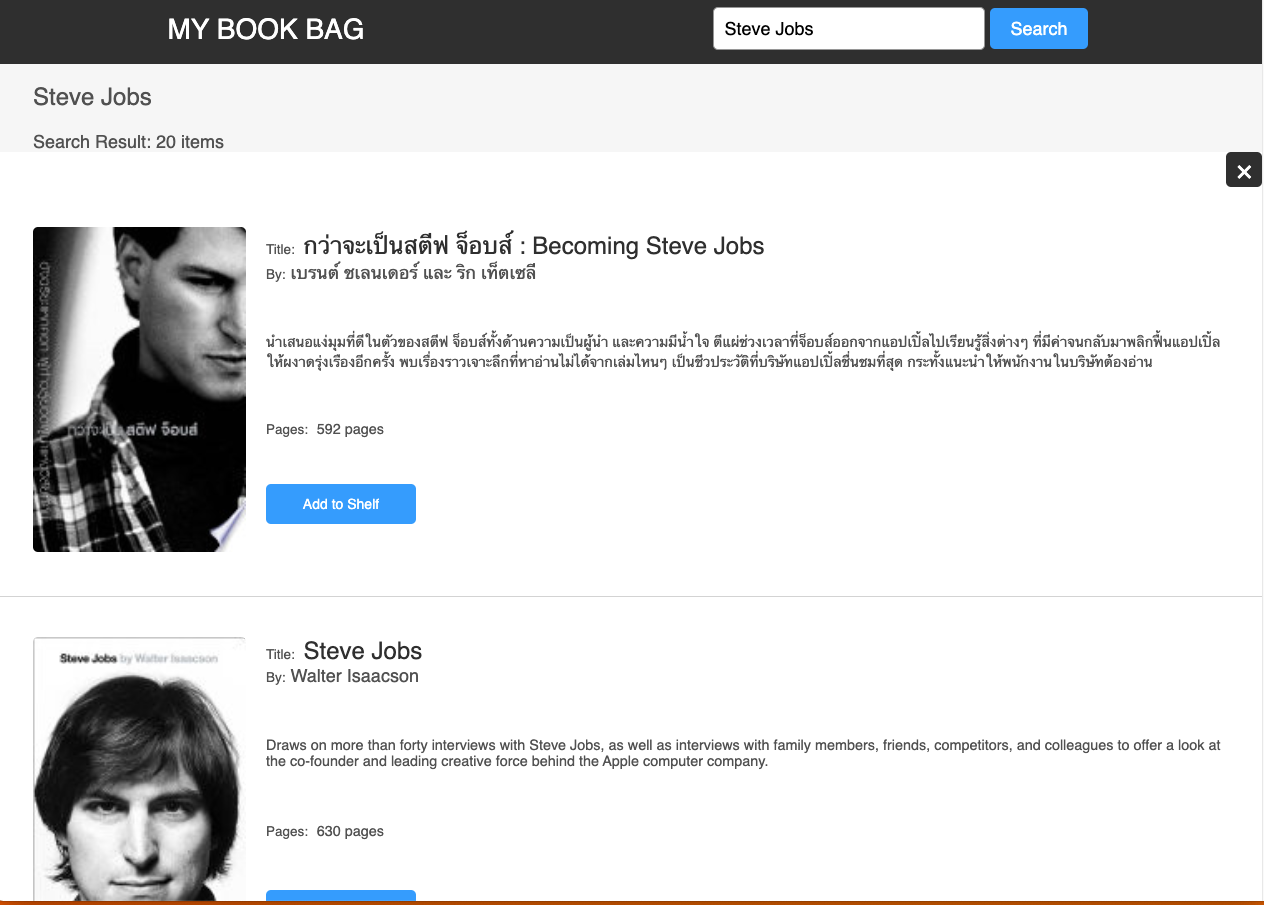 MY BOOK BAG
Steve Jobs
Search
Steve Jobs
Search Result: 20 items
×
Title: กว่าจะเป็นสตีฟ จ็อบส์ : Becoming Steve Jobs
By: เบรนต์ ชเลนเดอร์ และ ริก เท็ตเซลี
กว่าจะเป็น สตีฟ จ็อบส์
นำเสนอแง่มุมที่ดีในตัวของสตีฟ จ็อบส์ทั้งด้านความเป็นผู้นำ และความมีน้ำใจ ตีแผ่ช่วงเวลาที่จ็อบส์ออกจากแอปเปิ้ลไปเรียนรู้สิ่งต่างๆ ที่มีค่าจนกลับมาพลิกฟื้นแอปเปิ้ล
ให้ผงาดรุ่งเรืองอีกครั้ง พบเรื่องราวเจาะลึกที่หาอ่านไม่ได้จากเล่มไหนๆ เป็นชีวประวัติที่บริษัทแอปเปิ้ลชื่นชมที่สุด กระทั้งแนะนำให้พนักงานในบริษัทต้องอ่าน
Pages: 592 pages
Add to Shelf
Steve Jobs by Walter Isaacson
Title: Steve Jobs
By: Walter Isaacson
Draws on more than forty interviews with Steve Jobs, as well as interviews with family members, friends, competitors, and colleagues to offer a look at
the co-founder and leading creative force behind the Apple computer company.
Pages: 630 pages